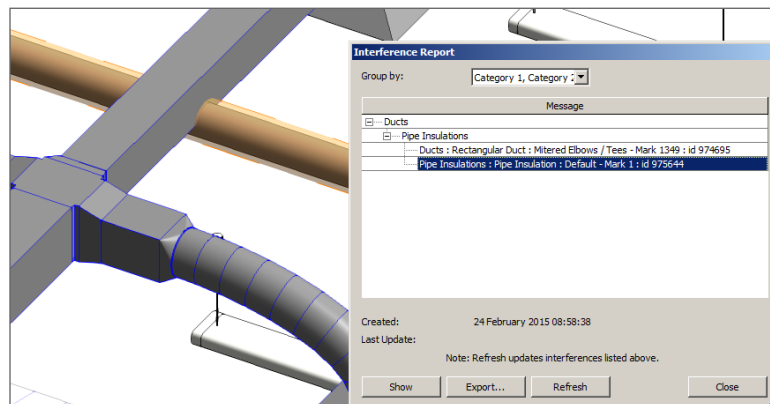 Interference Report
Group by:
Category 1, Category 2
Message
Ducts
Pipe Insulations
Ducts : Rectangular Duct : Mitered Elbows / Tees - Mark 1349 : id 974695
Pipe Insulations : Pipe Insulation : Default - Mark 1 : id 975644
Created: 24 February 2015 08:58:38
Last Update:
Note: Refresh updates interferences listed above.
Show Export... Refresh Close